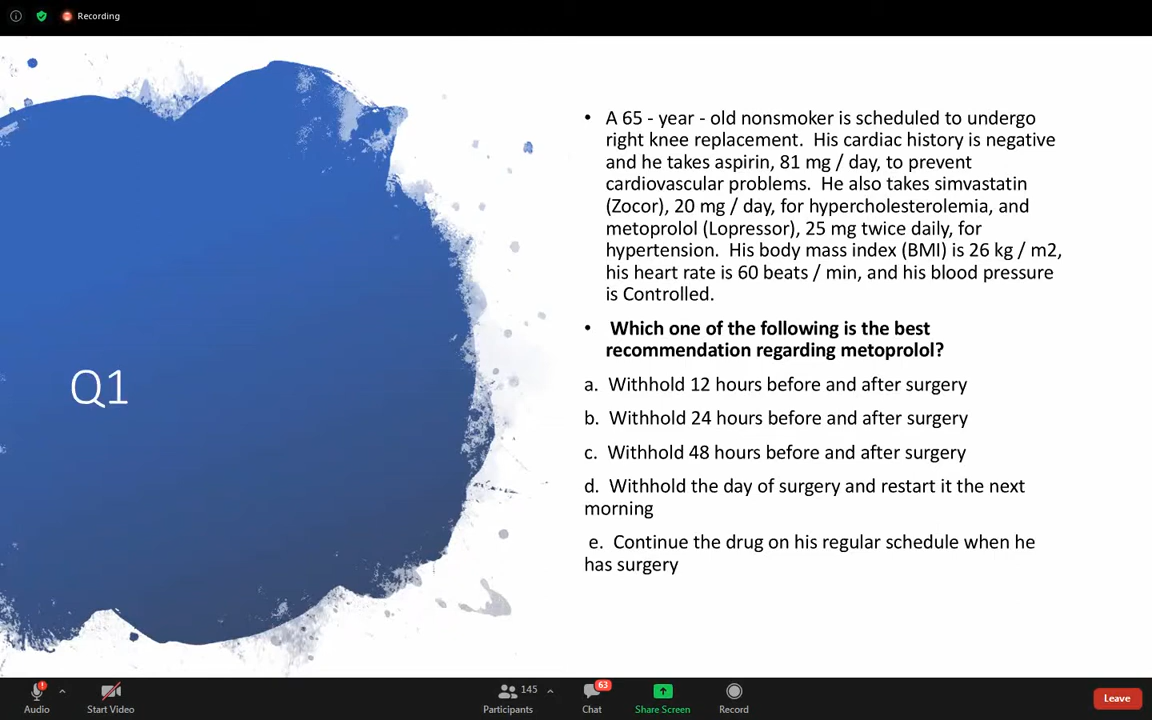 Recording
Q1
• A 65 - year - old nonsmoker is scheduled to undergo
right knee replacement. His cardiac history is negative
and he takes aspirin, 81 mg / day, to prevent
cardiovascular problems. He also takes simvastatin
(Zocor), 20 mg / day, for hypercholesterolemia, and
metoprolol (Lopressor), 25 mg twice daily, for
hypertension. His body mass index (BMI) is 26 kg / m2,
his heart rate is 60 beats / min, and his blood pressure
is Controlled.
• Which one of the following is the best
recommendation regarding metoprolol?
a. Withhold 12 hours before and after surgery
b. Withhold 24 hours before and after surgery
c. Withhold 48 hours before and after surgery
d. Withhold the day of surgery and restart it the next
morning
e. Continue the drug on his regular schedule when he
has surgery
Audio
Start Video
145
Participants
63
Chat
Share Screen
Record
Leave